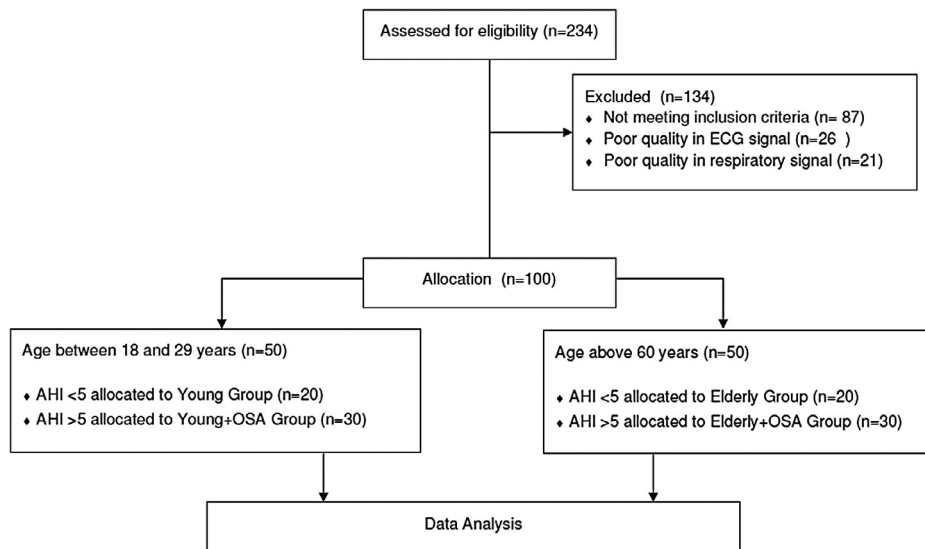 Assessed for eligibility (n=234)
Excluded (n=134)
♦ Not meeting inclusion criteria (n= 87)
♦ Poor quality in ECG signal (n=26 )
♦ Poor quality in respiratory signal (n=21)
Allocation (n=100)
Age between 18 and 29 years (n=50)
♦ AHI <5 allocated to Young Group (n=20)
♦ AHI >5 allocated to Young+OSA Group (n=30)
Age above 60 years (n=50)
♦ AHI <5 allocated to Elderly Group (n=20)
♦ AHI >5 allocated to Elderly+OSA Group (n=30)
Data Analysis